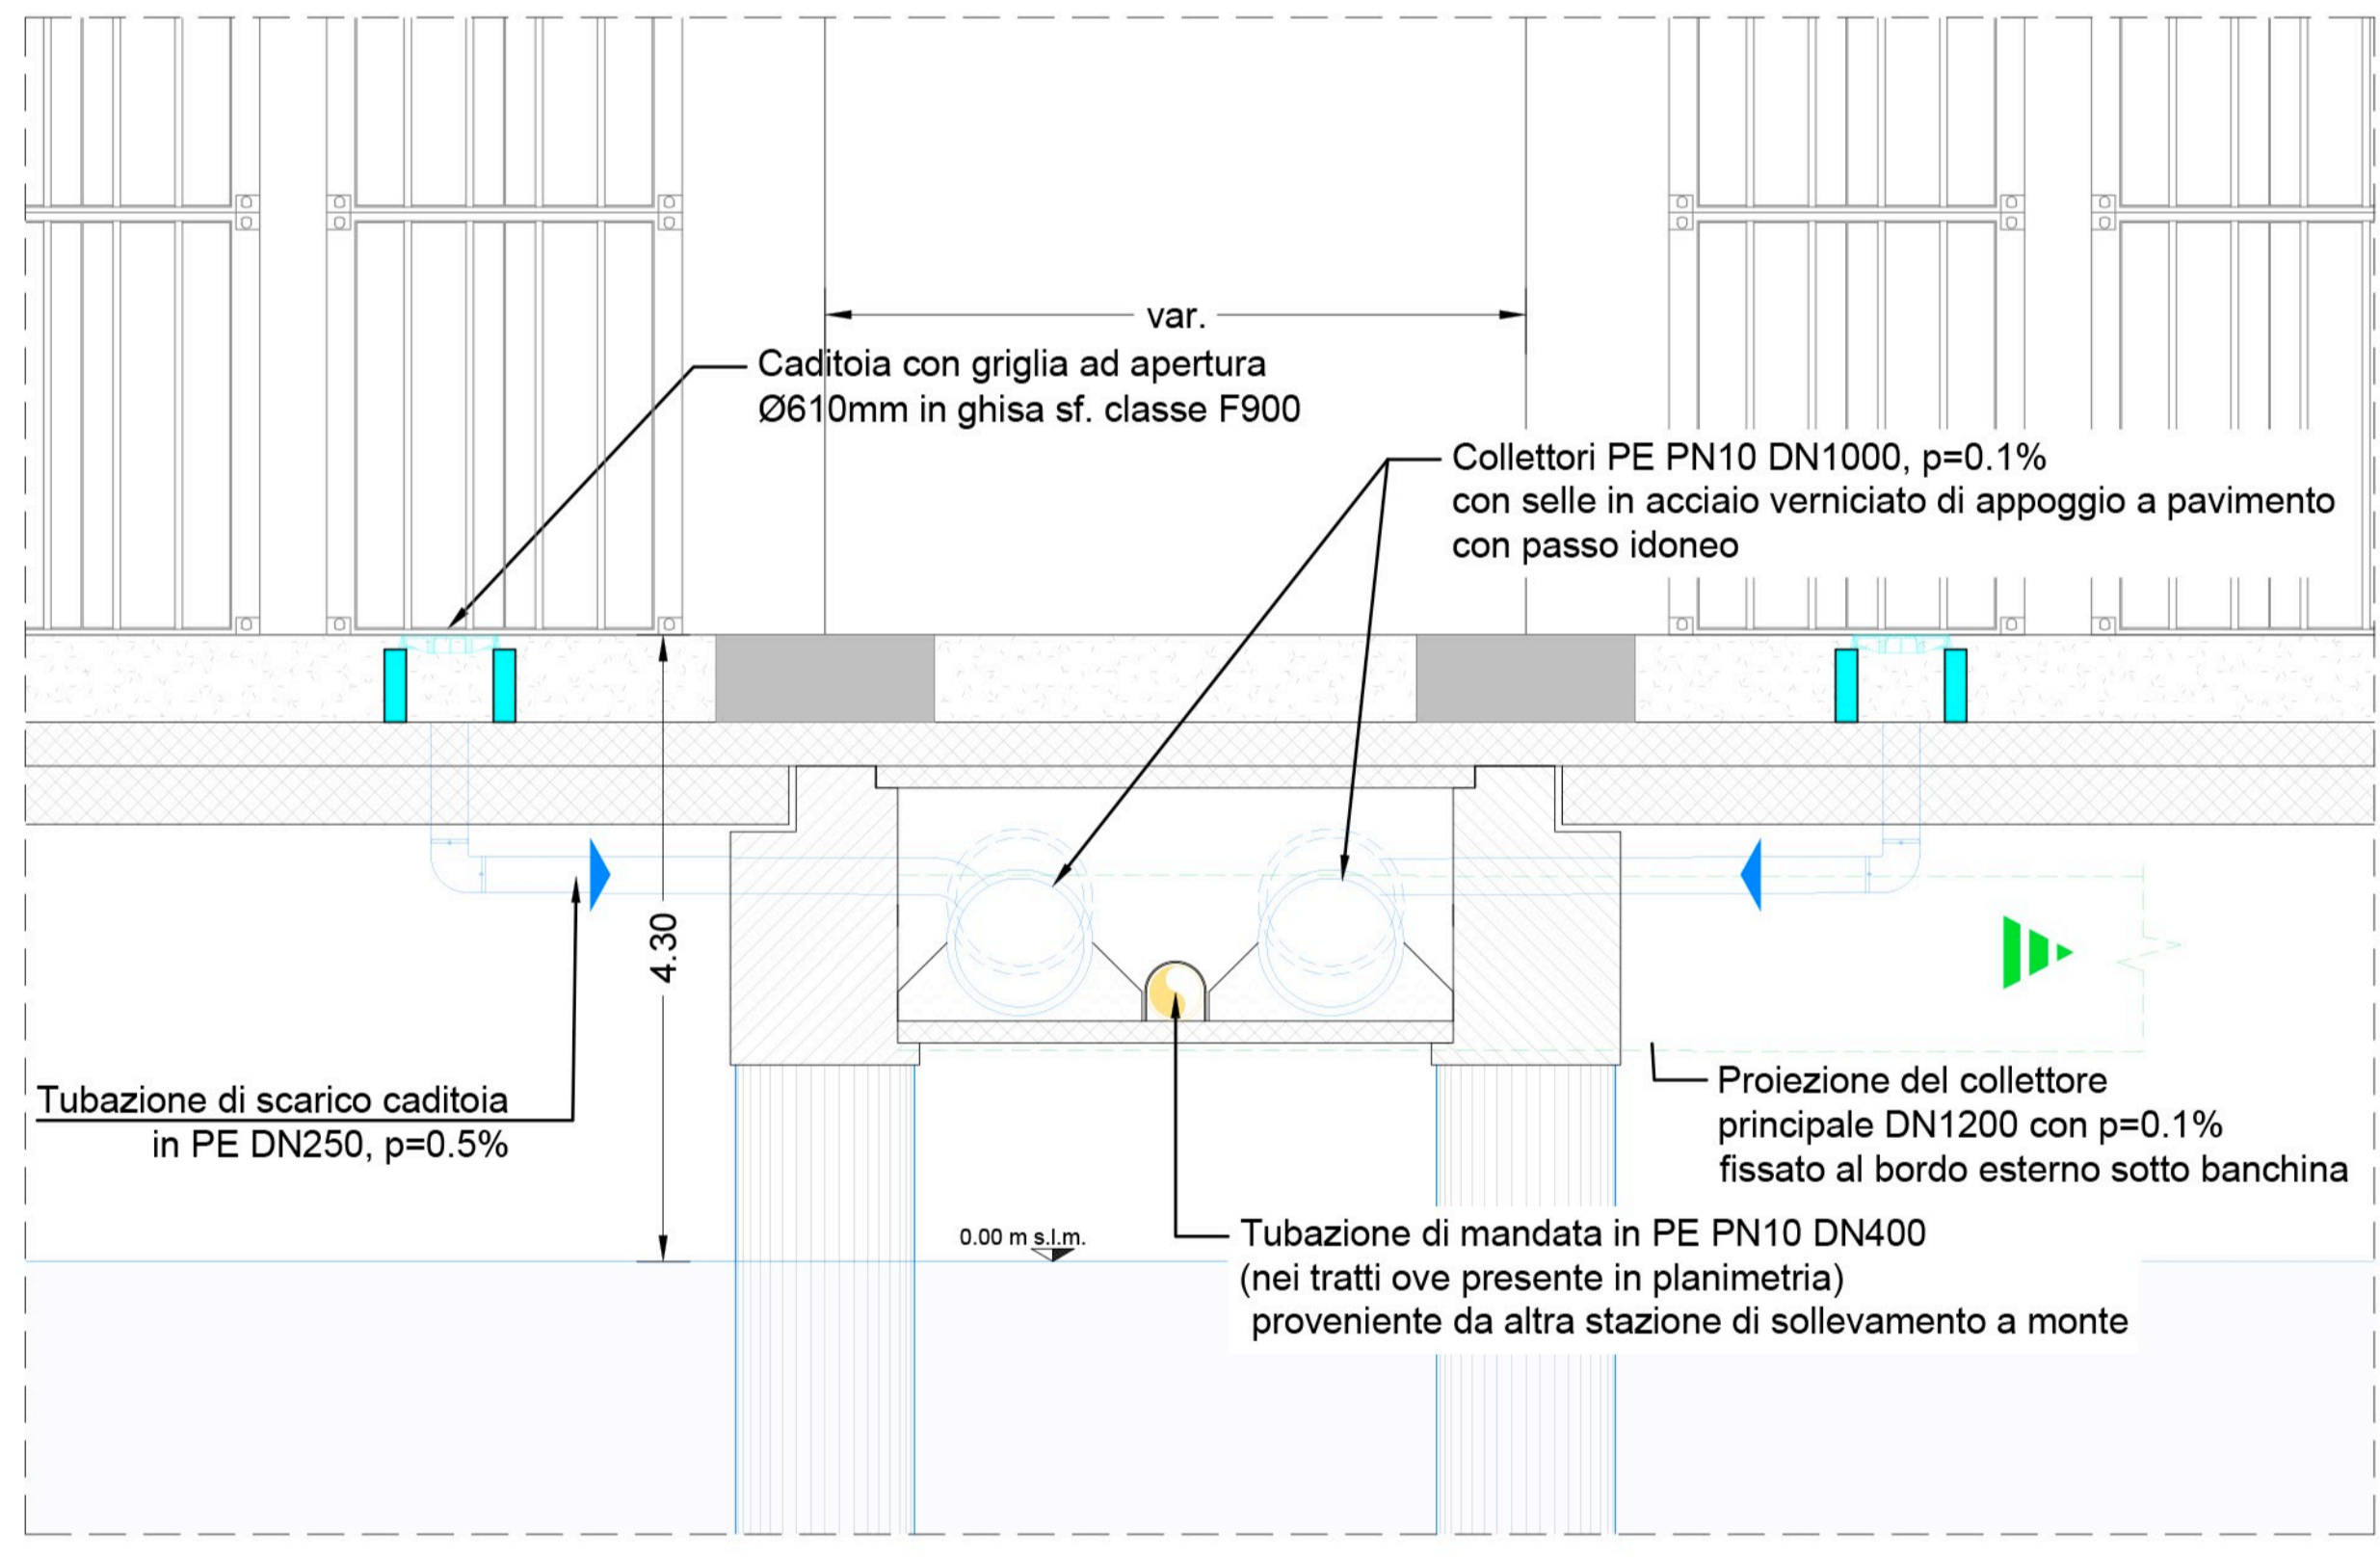 var.
Caditoia con griglia ad apertura
Ø610mm in ghisa sf. classe F900
Collettori PE PN10 DN1000, p=0.1%
con selle in acciaio verniciato di appoggio a pavimento
con passo idoneo
4.30
Tubazione di scarico caditoia
in PE DN250, p=0.5%
Proiezione del collettore
principale DN1200 con p=0.1%
fissato al bordo esterno sotto banchina
0.00 m s.l.m.
Tubazione di mandata in PE PN10 DN400
(nei tratti ove presente in planimetria)
proveniente da altra stazione di sollevamento a monte